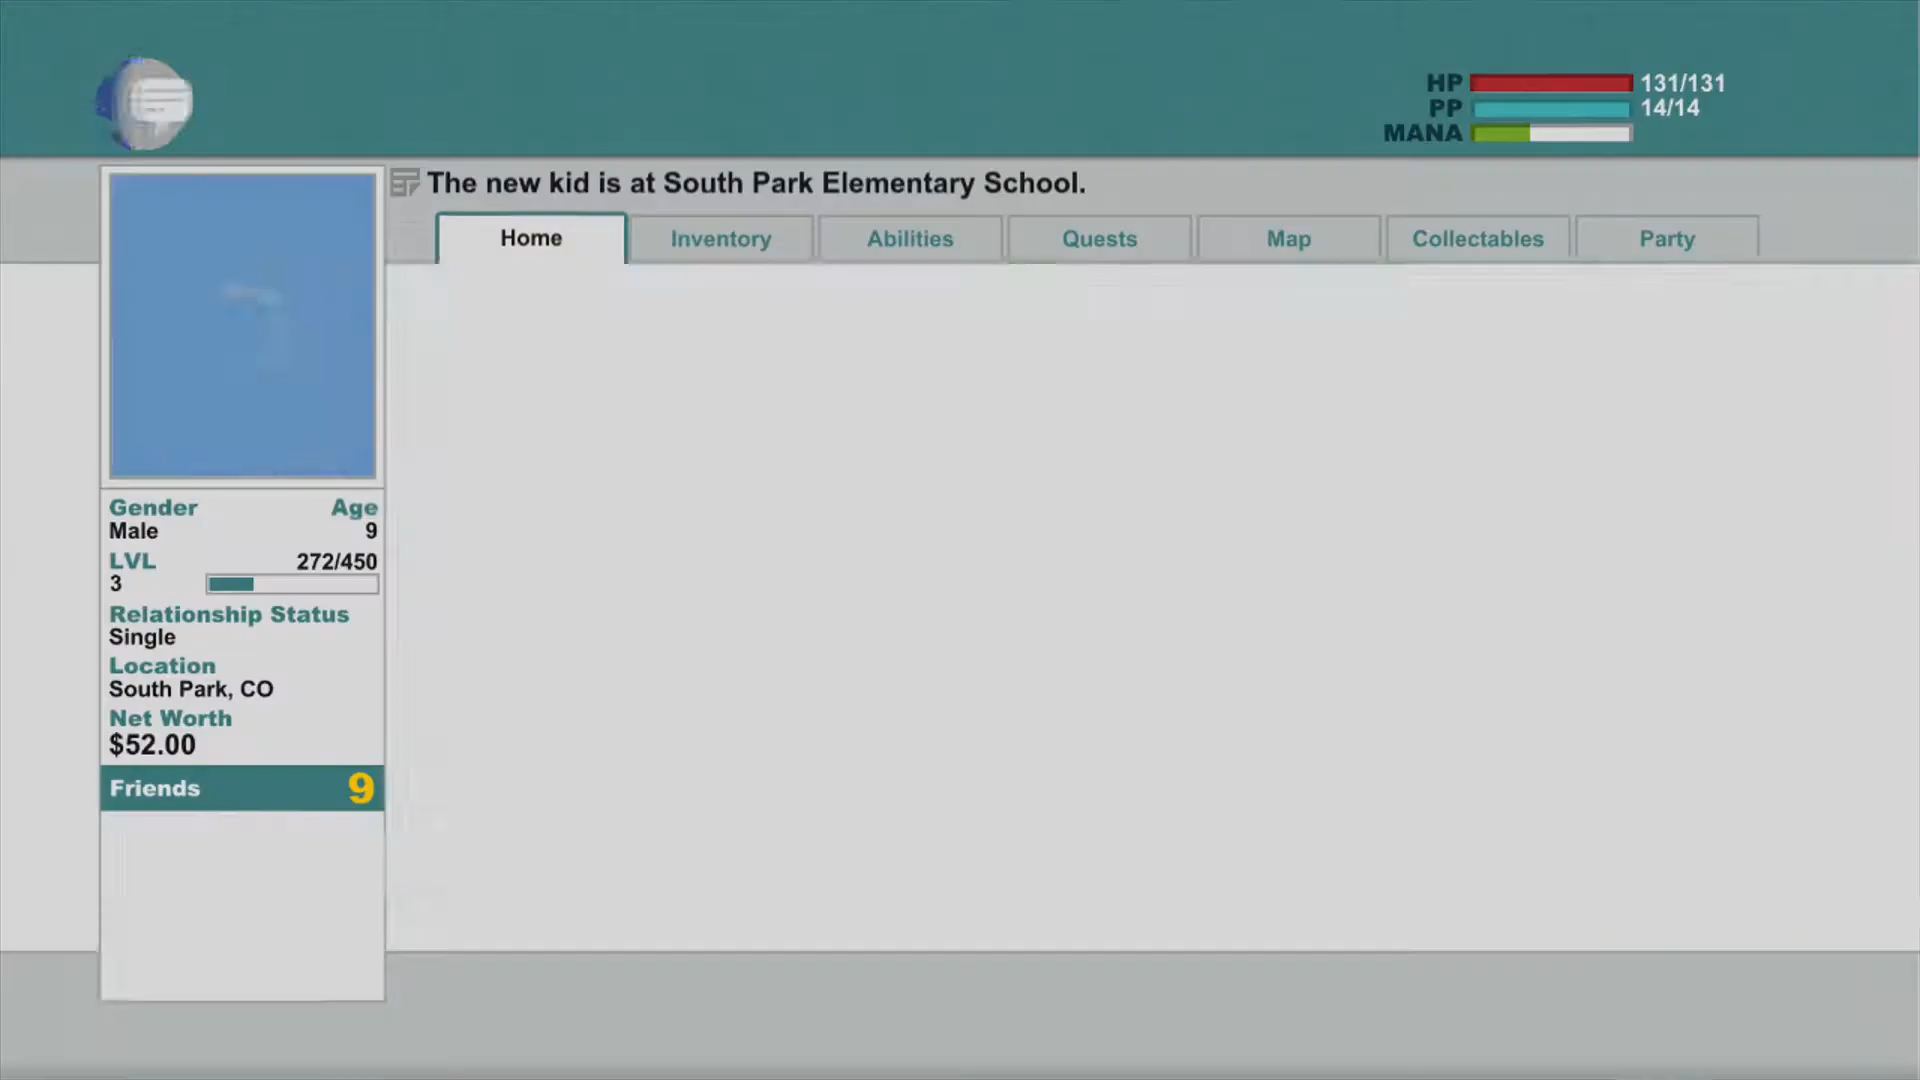 HP 131/131
PP 14/14
MANA
The new kid is at South Park Elementary School.
Home Inventory Abilities Quests Map Collectables Party
Gender Age
Male 9
LVL 272/450
3
Relationship Status
Single
Location
South Park, CO
Net Worth
$52.00
Friends 9